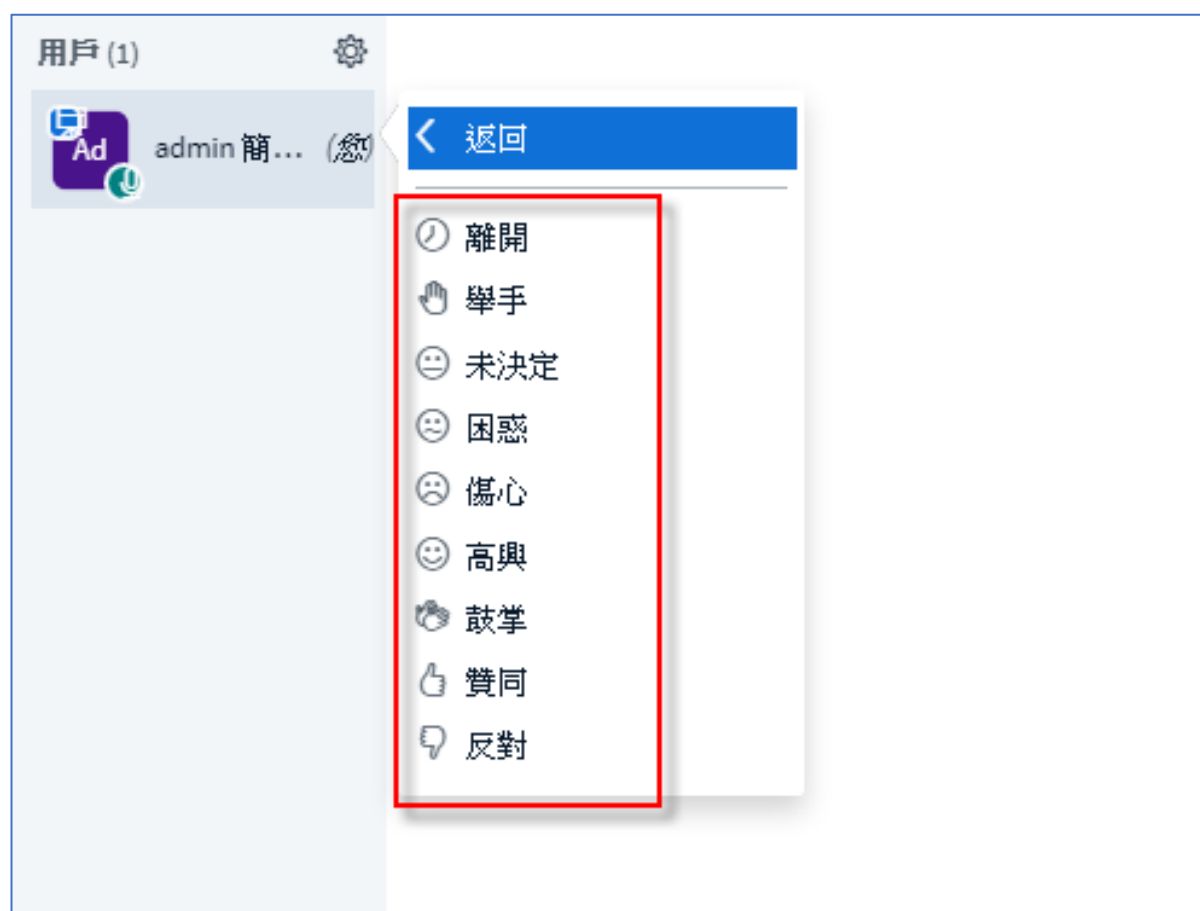 用戶 (1)
Ad
admin 簡... (您)
返回
離開
舉手
未決定
困惑
傷心
高興
鼓掌
贊同
反對